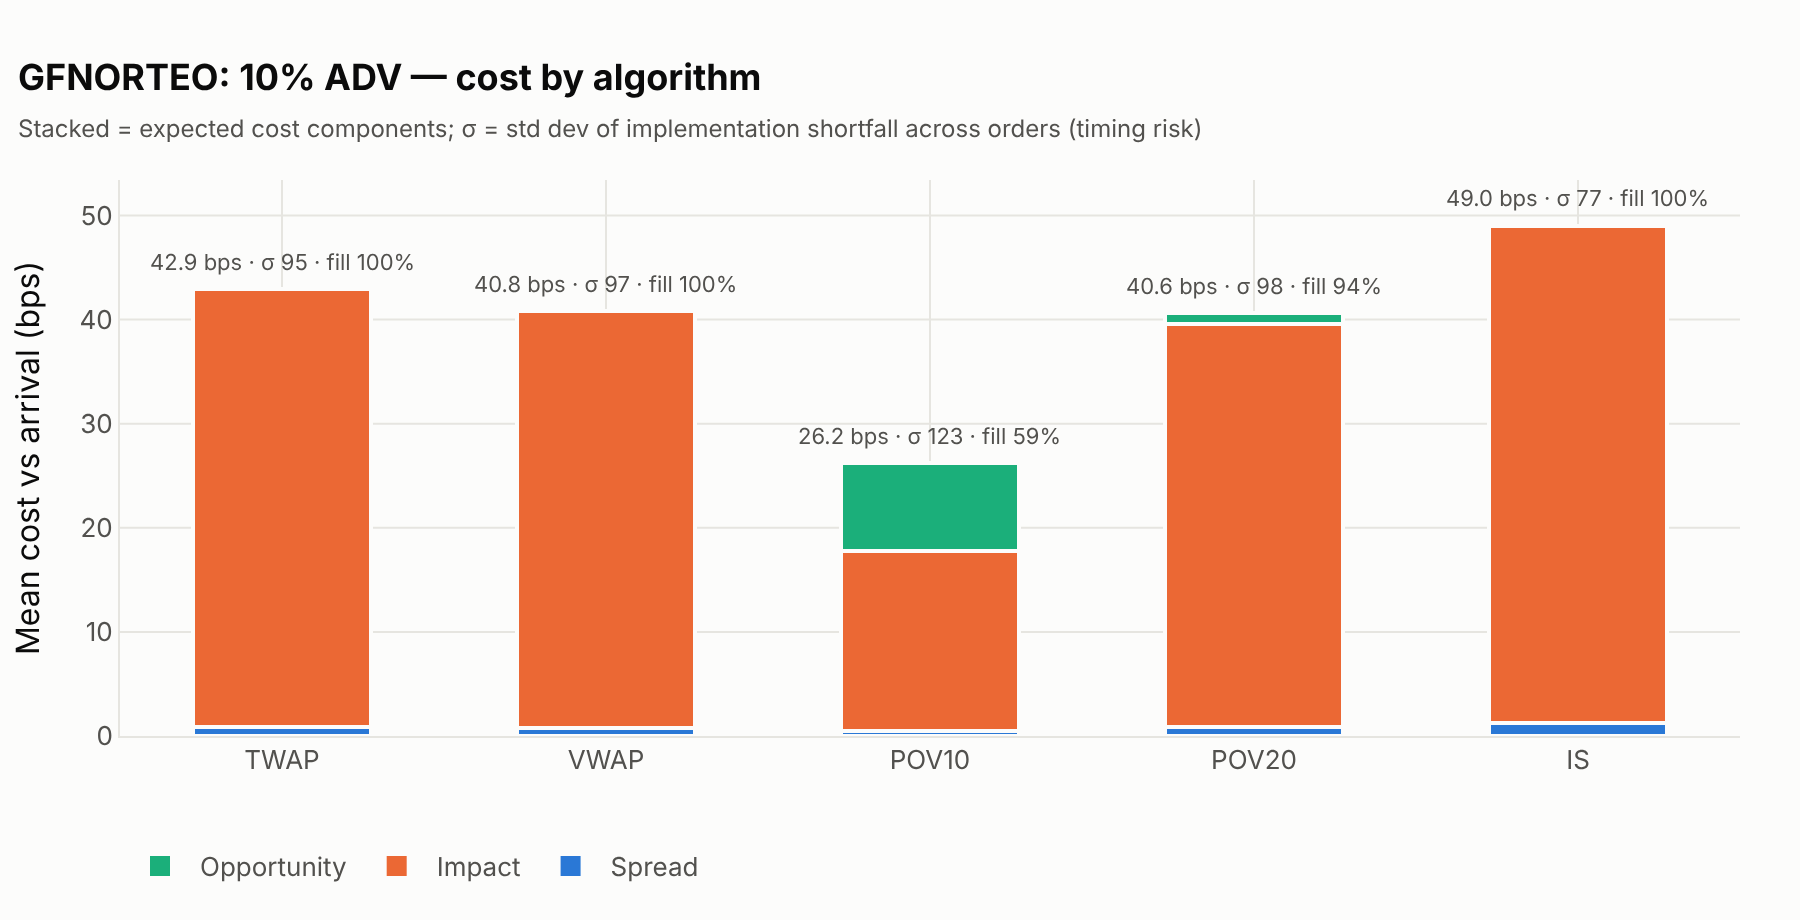 GFNORTEO: 10% ADV — cost by algorithm
Stacked = expected cost components; σ = std dev of implementation shortfall across orders (timing risk)
Mean cost vs arrival (bps)
50
40
30
20
10
0
42.9 bps · σ 95 · fill 100%
40.8 bps · σ 97 · fill 100%
26.2 bps · σ 123 · fill 59%
40.6 bps · σ 98 · fill 94%
49.0 bps · σ 77 · fill 100%
TWAP
VWAP
POV10
POV20
IS
Opportunity
Impact
Spread